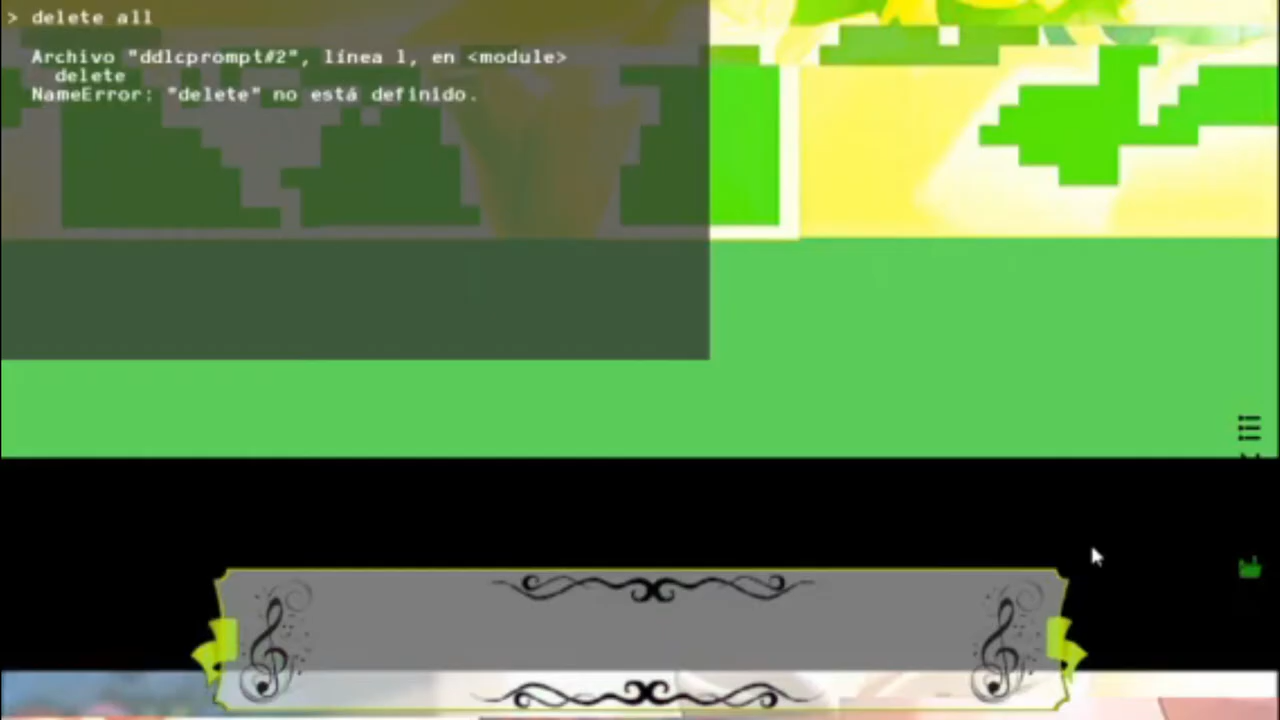 > delete all
Archivo "ddlcprompt#2", línea 1, en <module>
delete
NameError: "delete" no está definido.